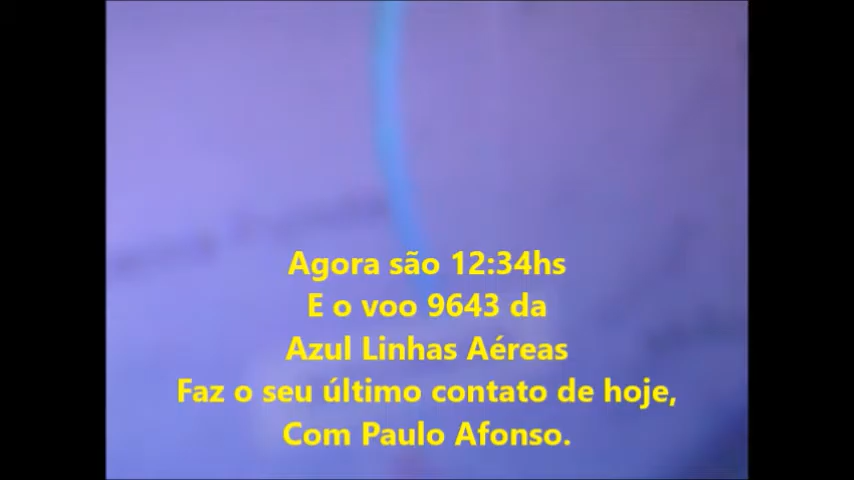 Agora são 12:34hs
E o voo 9643 da
Azul Linhas Aéreas
Faz o seu último contato de hoje,
Com Paulo Afonso.